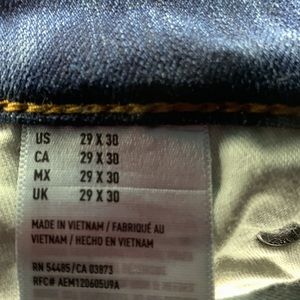 US 29 X 30
CA 29 X 30
MX 29 X 30
UK 29 X 30
MADE IN VIETNAM / FABRIQUÉ AU
VIETNAM / HECHO EN VIETNAM
RN 54485/CA 03873
RFC# AEM120605U9A